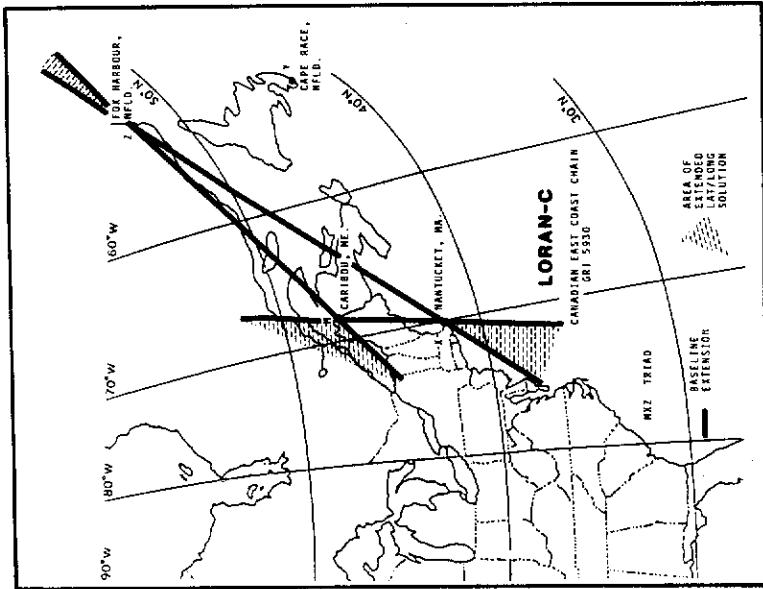 FOX HARBOUR,
NFLD.
Z
50°N
Y
CAPE RACE,
NFLD.
40°N
30°N
60°W
70°W
80°W
90°W
M
CARIBOU, ME.
NANTUCKET, MA.
X
LORAN-C
CANADIAN EAST COAST CHAIN
GRI 5930
MXZ TRIAD
BASELINE
EXTENSION
AREA OF
EXTENDED
LAT/LONG
SOLUTION